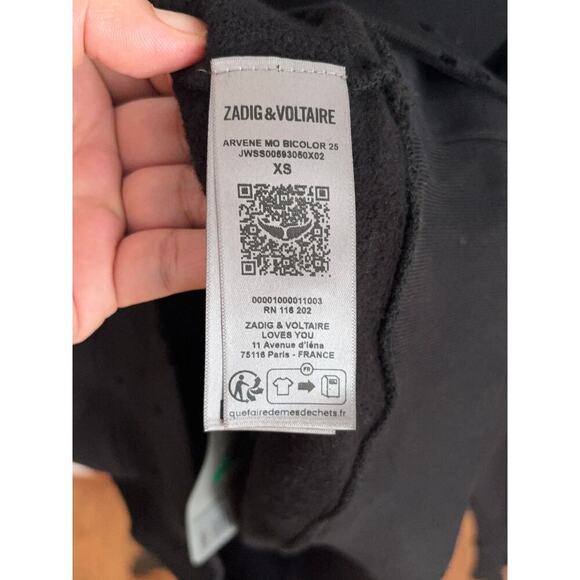 ZADIG & VOLTAIRE
ARVENE MO BICOLOR 25
JWSS00593050X02
XS
00001000011003
RN 116 202
ZADIG & VOLTAIRE
LOVES YOU
11 Avenue d'Iéna
75116 Paris - FRANCE
FR
quefairedemesdechets.fr